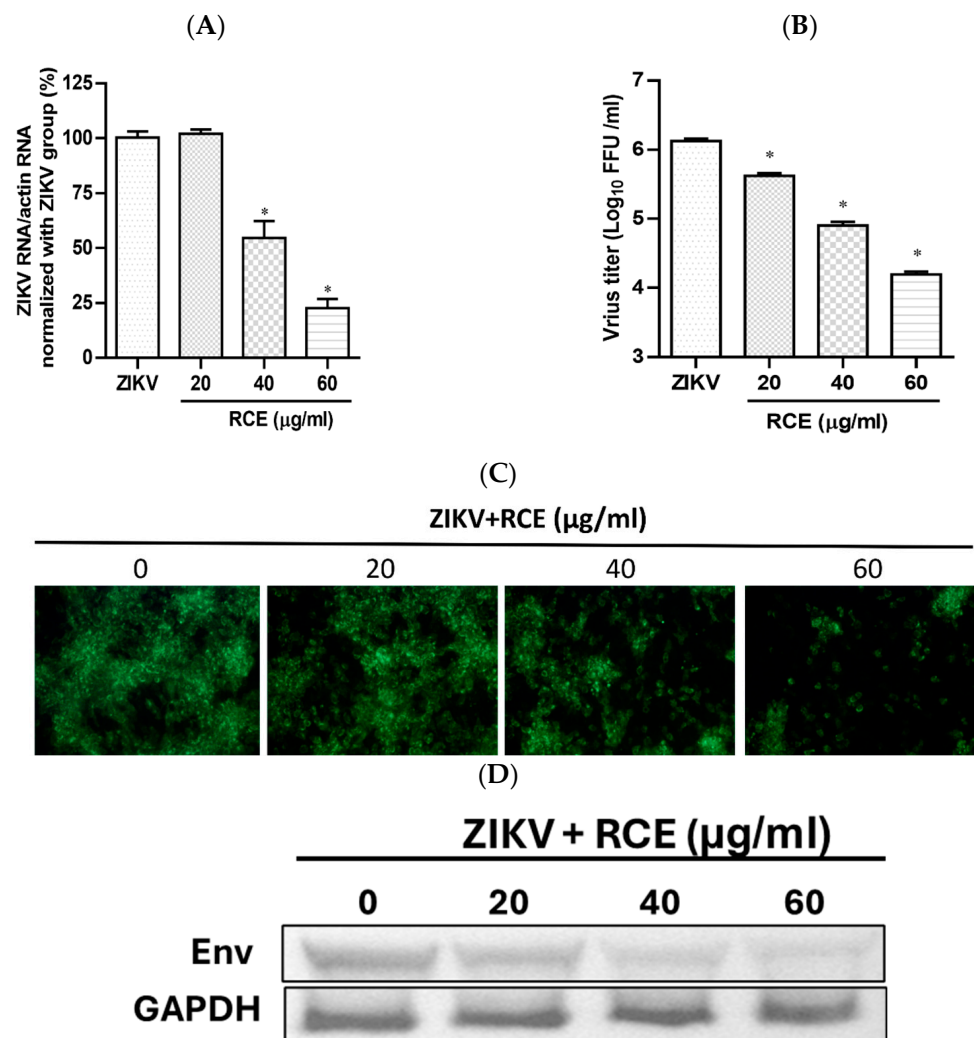 (A)
ZIKV RNA/actin RNA
normalized with ZIKV group (%)
125
100
75
50
25
0
*
*
ZIKV
20
40
60
RCE (μg/ml)
(B)
Vrius titer (Log10 FFU /ml)
7
6
5
4
3
*
*
*
ZIKV
20
40
60
RCE (μg/ml)
(C)
ZIKV+RCE (μg/ml)
0 20 40 60
(D)
ZIKV + RCE (μg/ml)
0 20 40 60
Env
GAPDH